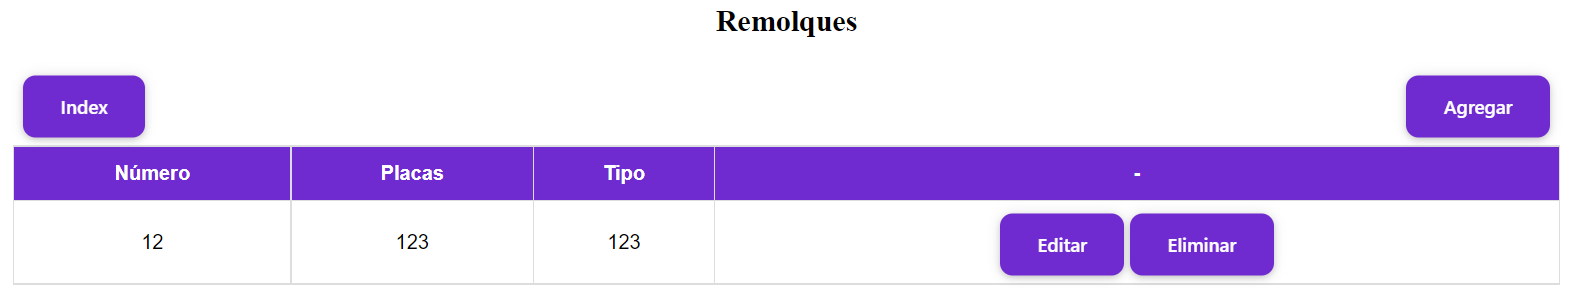 Remolques
Index Agregar
Número Placas Tipo -
12 123 123 Editar Eliminar